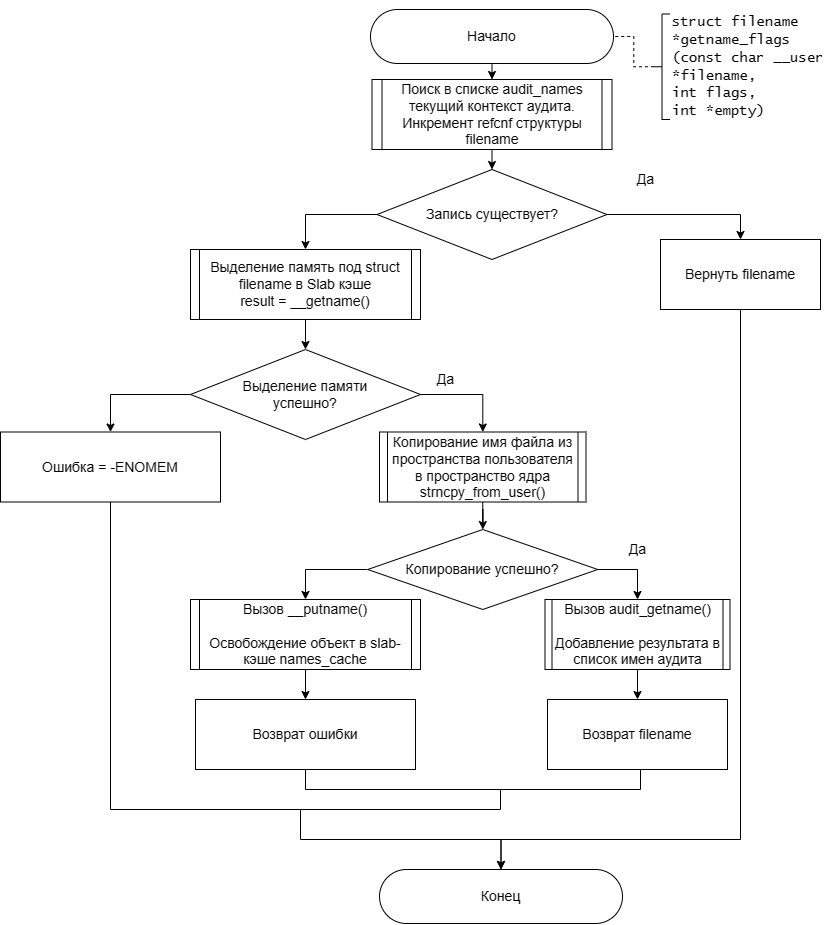 Начало
struct filename
*getname_flags
(const char __user
*filename,
int flags,
int *empty)
Поиск в списке audit_names
текущий контекст аудита.
Инкремент refcnf структуры
filename
Да
Запись существует?
Выделение память под struct
filename в Slab кэше
result = __getname()
Вернуть filename
Выделение памяти
успешно?
Да
Ошибка = -ENOMEM
Копирование имя файла из
пространства пользователя
в пространство ядра
strncpy_from_user()
Копирование успешно?
Да
Вызов __putname()
Освобождение объект в slab-
кэше names_cache
Вызов audit_getname()
Добавление результата в
список имен аудита
Возврат ошибки
Возврат filename
Конец